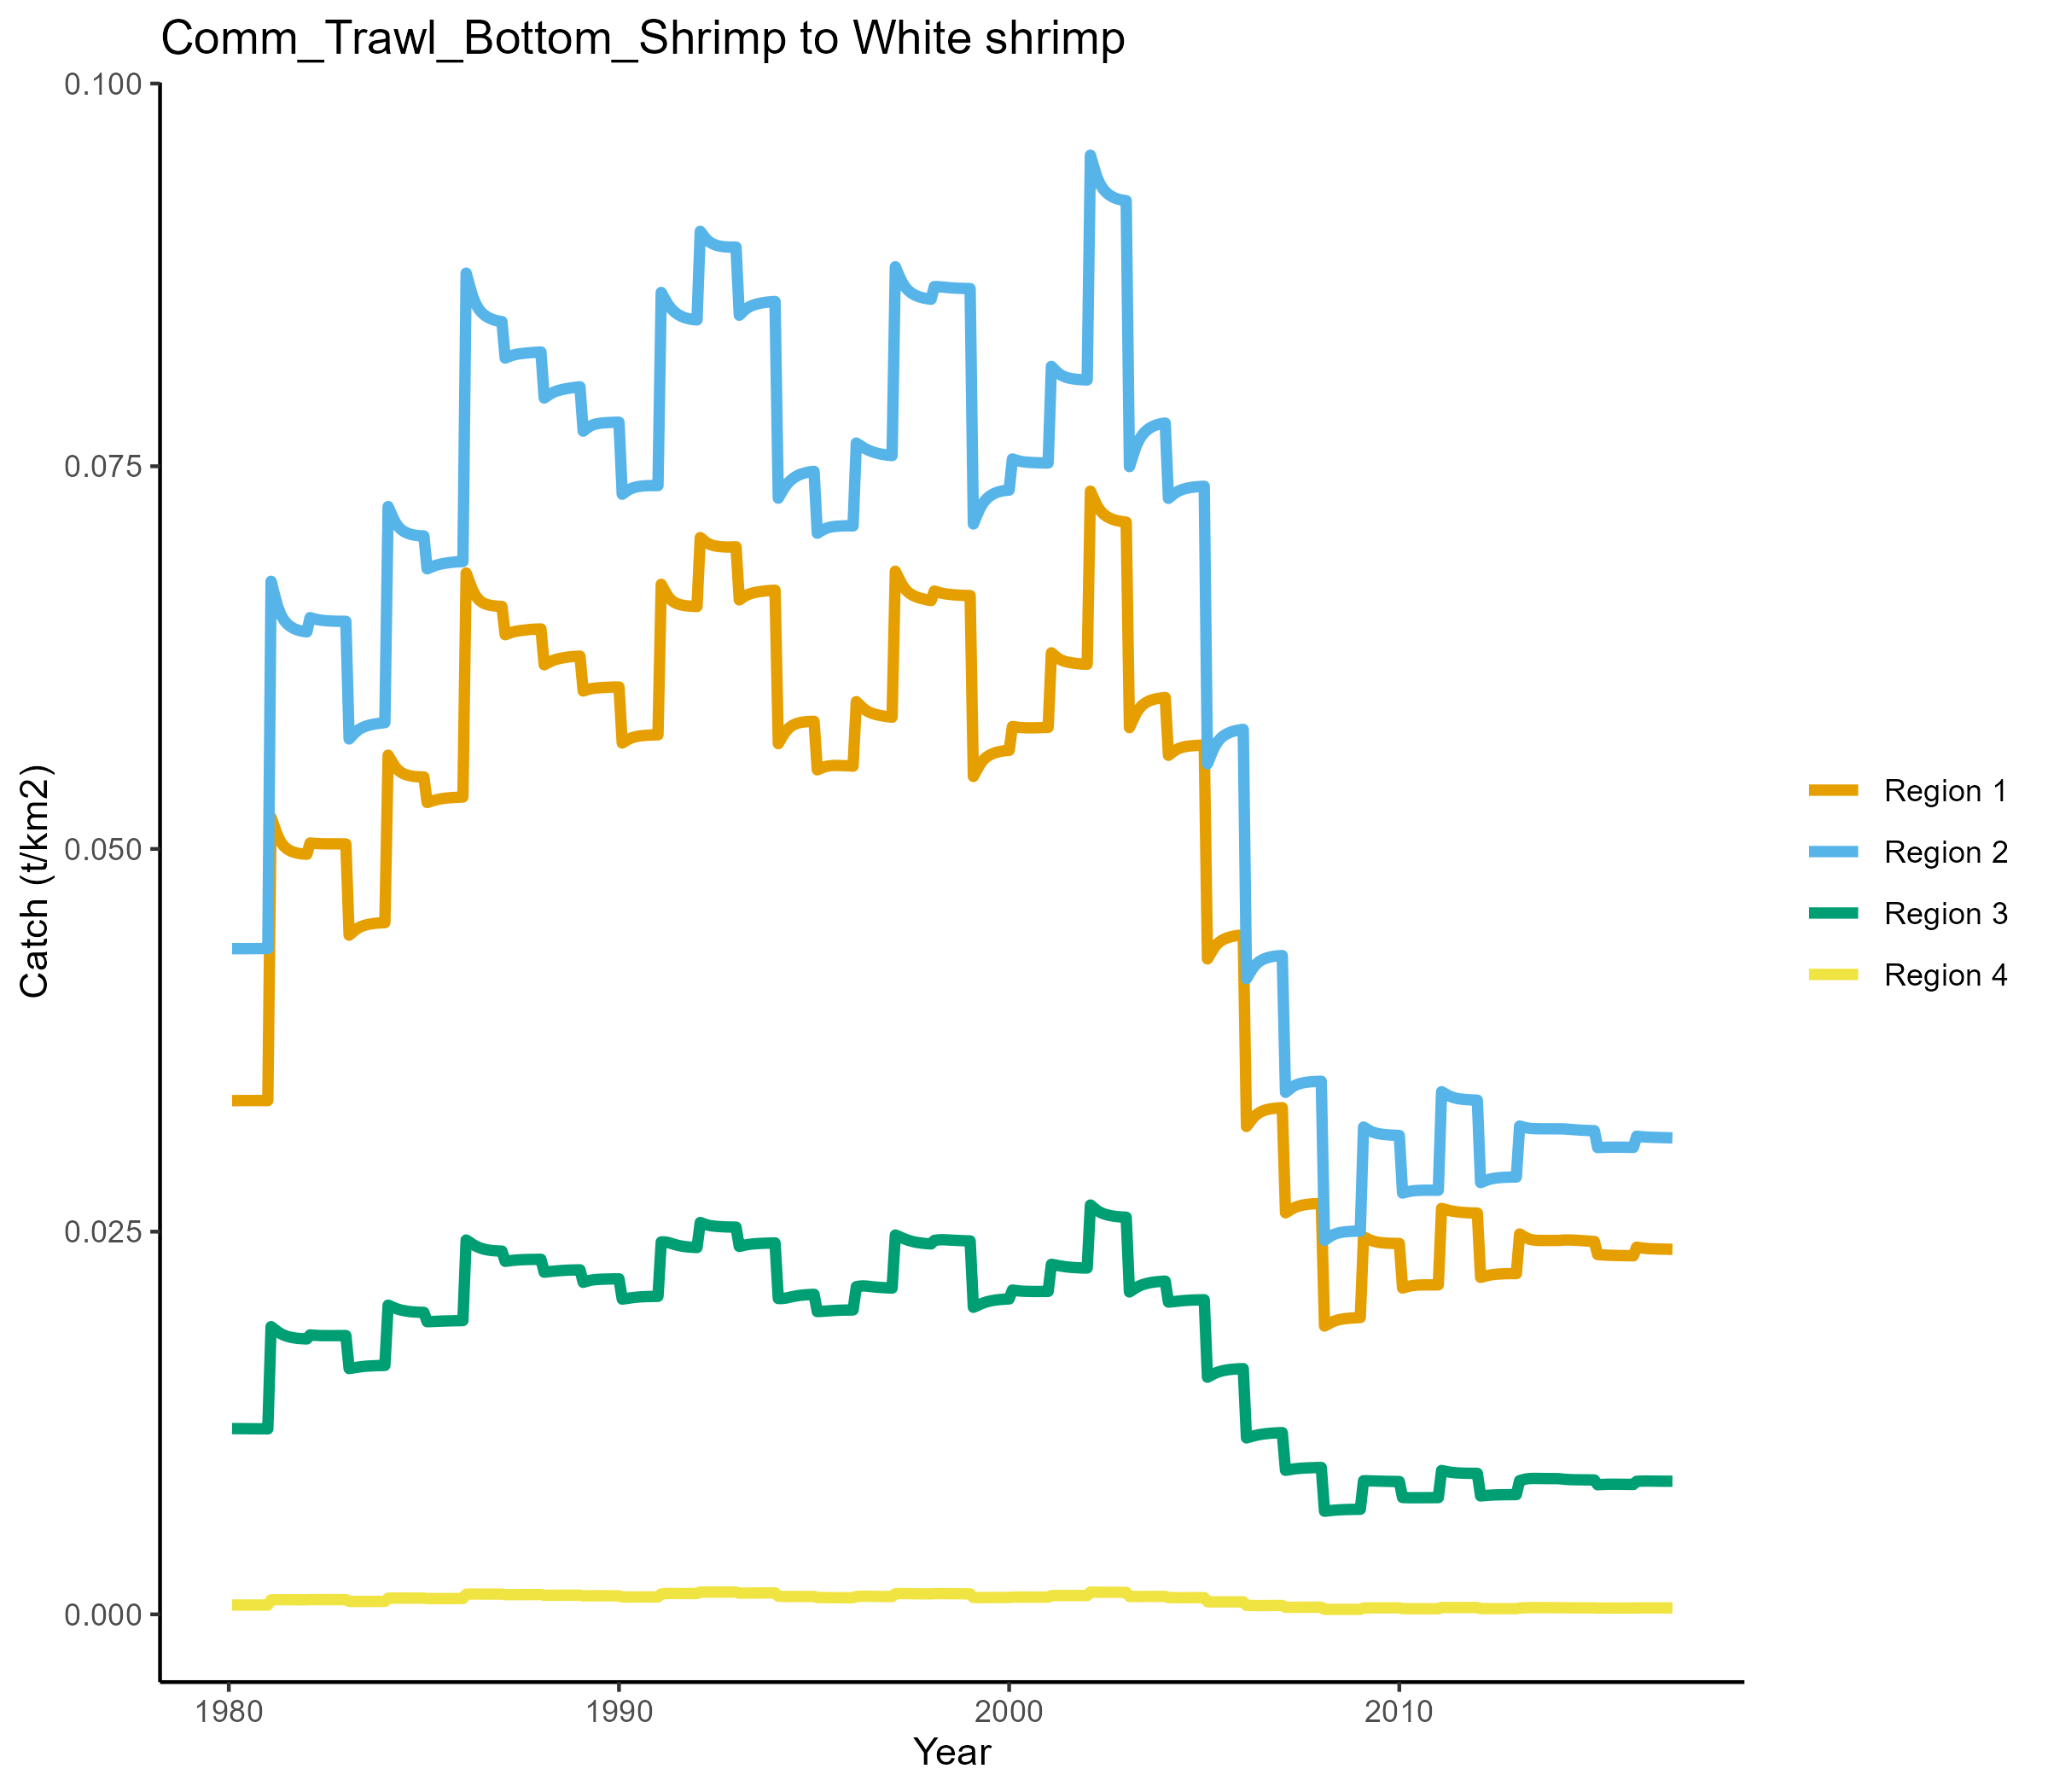 Comm_Trawl_Bottom_Shrimp to White shrimp
0.100
0.075
0.050
0.025
0.000
Catch (t/km2)
1980 1990 2000 2010
Year
Region 1
Region 2
Region 3
Region 4